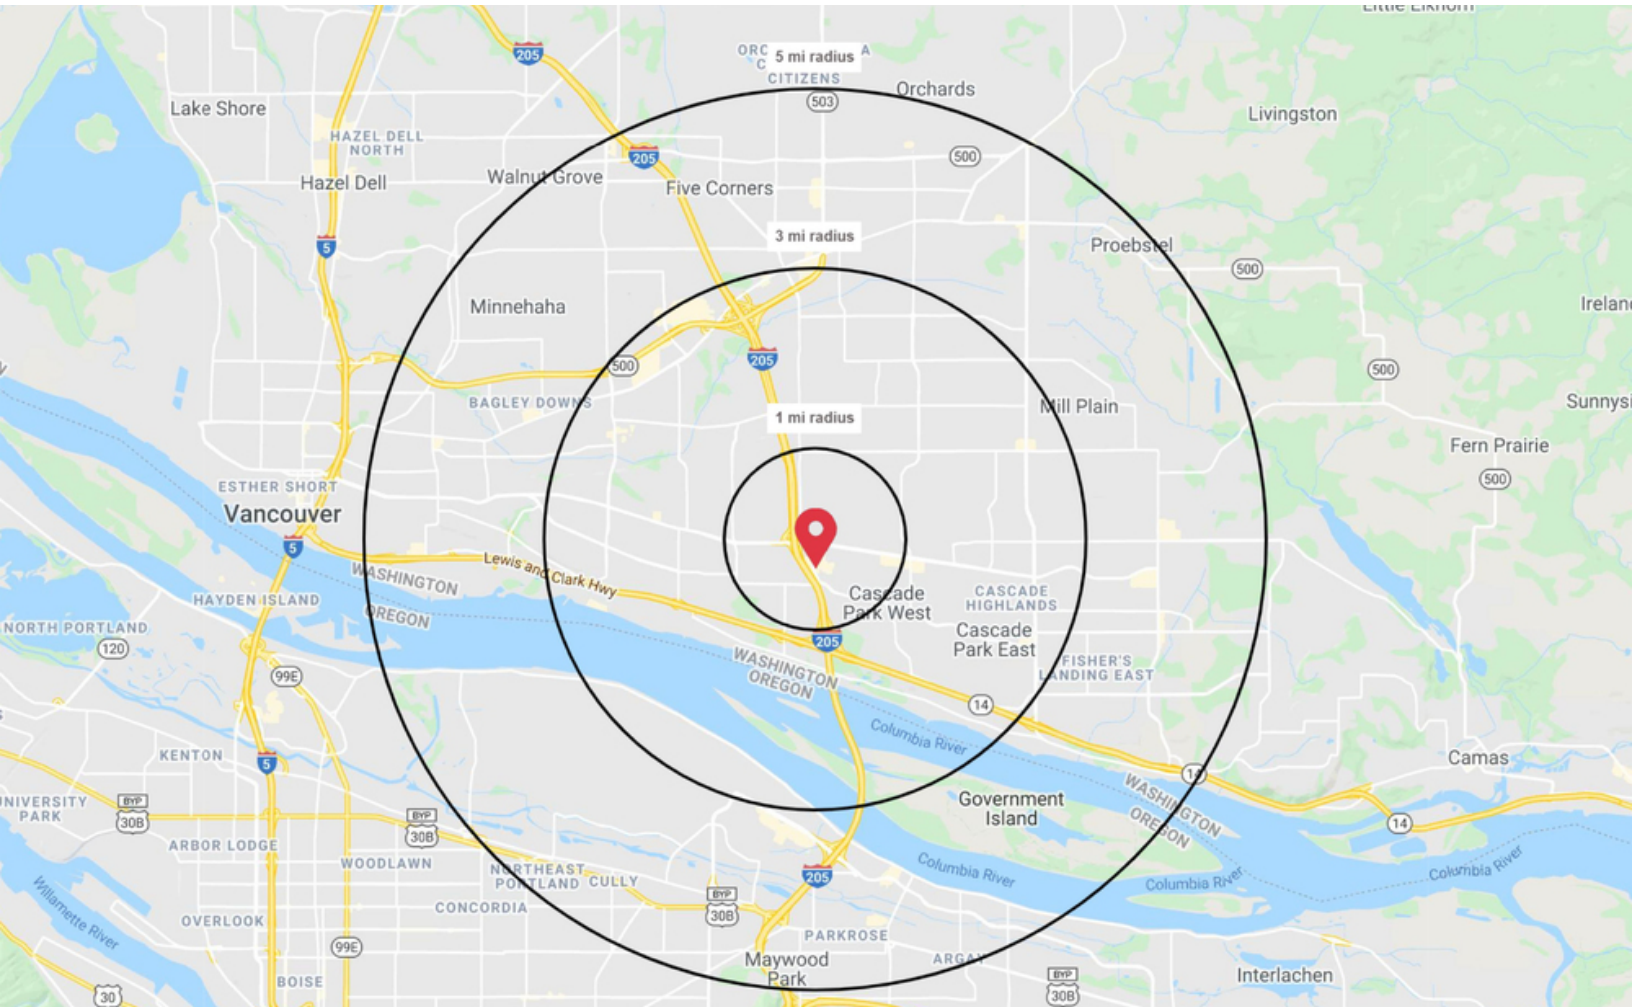 Little Elkhorn
205
5 mi radius
CITIZENS
503
Orchards
Lake Shore
Livingston
HAZEL DELL
NORTH
205
500
Hazel Dell
Walnut Grove
Five Corners
5
3 mi radius
Proebstel
500
Minnehaha
205
500
500
BAGLEY DOWNS
1 mi radius
Mill Plain
Fern Prairie
500
ESTHER SHORT
Vancouver
5
Lewis and Clark Hwy
WASHINGTON
OREGON
HAYDEN ISLAND
Cascade
Park West
CASCADE
HIGHLANDS
NORTH PORTLAND
120
205
Cascade
Park East
WASHINGTON
OREGON
FISHER'S
LANDING EAST
99E
14
Columbia River
KENTON
5
14
Camas
WASHINGTON
OREGON
UNIVERSITY
PARK
BYP
30B
BYP
30B
Government
Island
14
ARBOR LODGE
WOODLAWN
NORTHEAST
PORTLAND
CULLY
205
Columbia River
Columbia River
Columbia River
Willamette River
OVERLOOK
CONCORDIA
BYP
30B
PARKROSE
99E
Maywood
Park
ARGAY
BYP
30B
Interlachen
BOISE
30